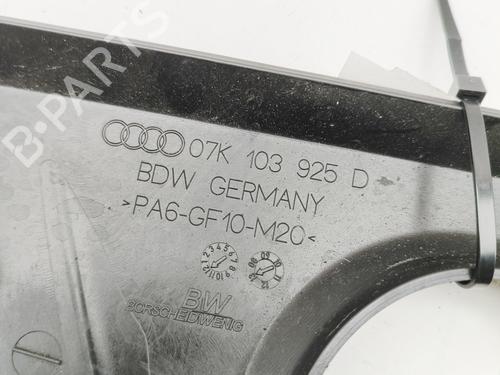 07K 103 925 D
BDW GERMANY
>PA6-GF10-M20<
BW
BORSCHEIDWENIG
B-PARTS